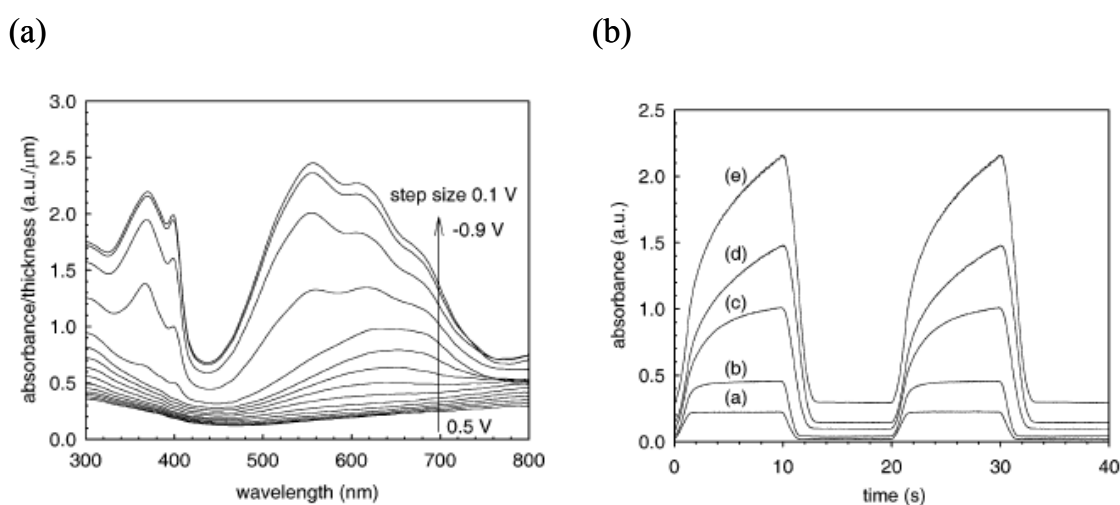 (a)
(b)
3.0
2.5
2.0
1.5
1.0
0.5
0.0
absorbance/thickness (a.u./μm)
step size 0.1 V
-0.9 V
0.5 V
300 400 500 600 700 800
wavelength (nm)
2.5
2.0
1.5
1.0
0.5
0.0
absorbance (a.u.)
(e)
(d)
(c)
(b)
(a)
0 10 20 30 40
time (s)